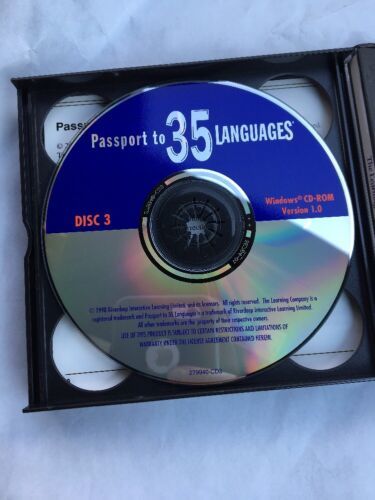 Passport to 35 LANGUAGES
DISC 3
Windows® CD-ROM
Version 1.0
© 1998 Riverdeep Interactive Learning Limited, and its licensors. All rights reserved. The Learning Company is a
registered trademark and Passport to 35 Languages is a trademark of Riverdeep Interactive Learning Limited.
All other trademarks are the property of their respective owners.
USE OF THIS PRODUCT IS SUBJECT TO CERTAIN RESTRICTIONS AND LIMITATIONS OF
WARRANTY UNDER THE LICENSE AGREEMENT CONTAINED HEREIN.
279940-CD3
Pass